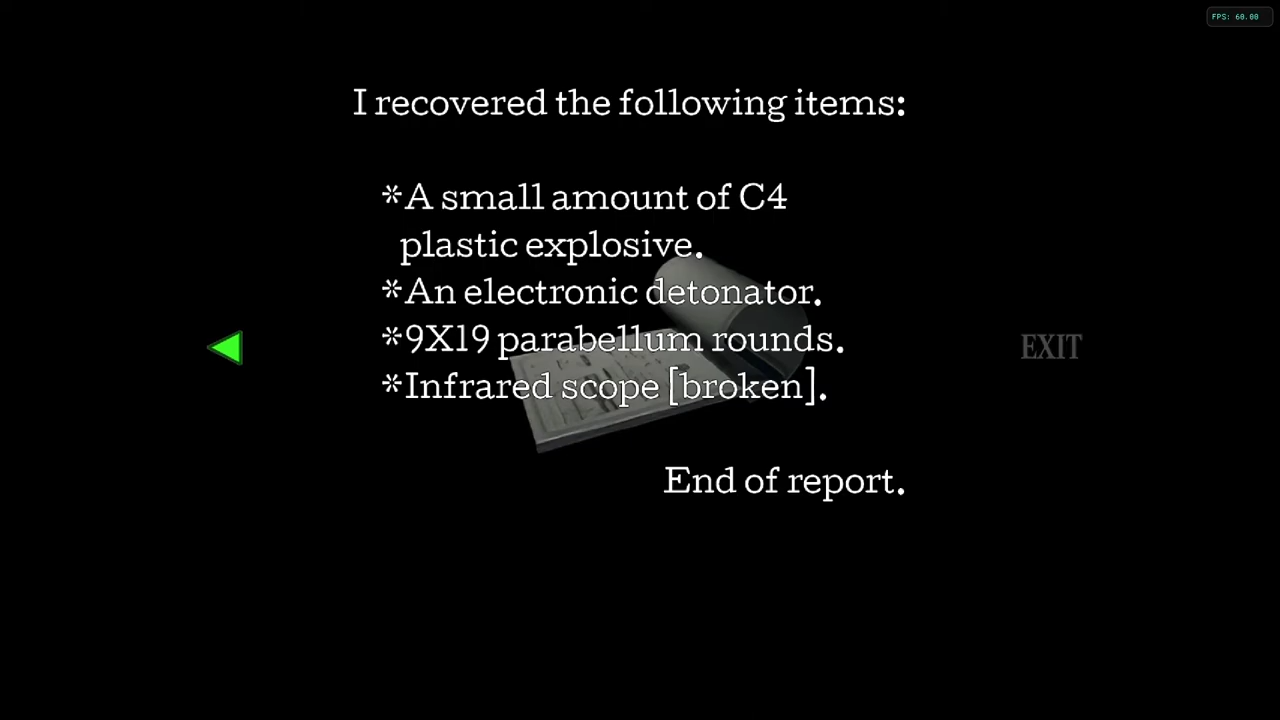 FPS: 60.00
I recovered the following items:
*A small amount of C4
plastic explosive.
*An electronic detonator.
*9X19 parabellum rounds.
*Infrared scope [broken].
EXIT
End of report.